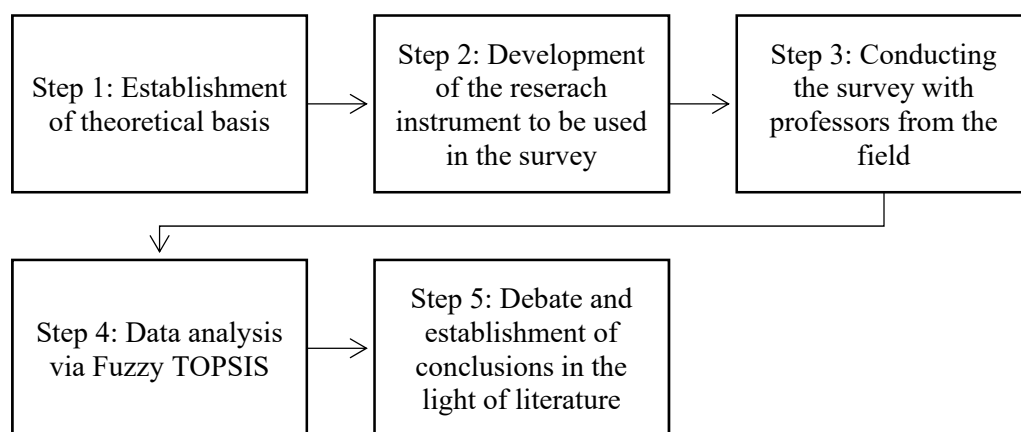 Step 1: Establishment
of theoretical basis
Step 2: Development
of the reserach
instrument to be used
in the survey
Step 3: Conducting
the survey with
professors from the
field
Step 4: Data analysis
via Fuzzy TOPSIS
Step 5: Debate and
establishment of
conclusions in the
light of literature